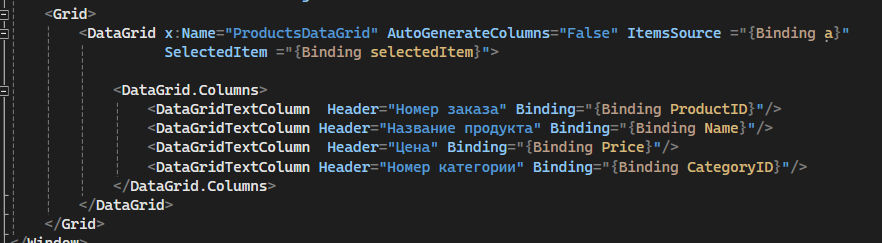 <Grid>
<DataGrid x:Name="ProductsDataGrid" AutoGenerateColumns="False" ItemsSource ="{Binding a}"
SelectedItem ="{Binding selectedItem}">
<DataGrid.Columns>
<DataGridTextColumn  Header="Номер заказа" Binding="{Binding ProductID}"/>
<DataGridTextColumn Header="Название продукта" Binding="{Binding Name}"/>
<DataGridTextColumn  Header="Цена" Binding="{Binding Price}"/>
<DataGridTextColumn Header="Номер категории" Binding="{Binding CategoryID}"/>
</DataGrid.Columns>
</DataGrid>
</Grid>
</Window>